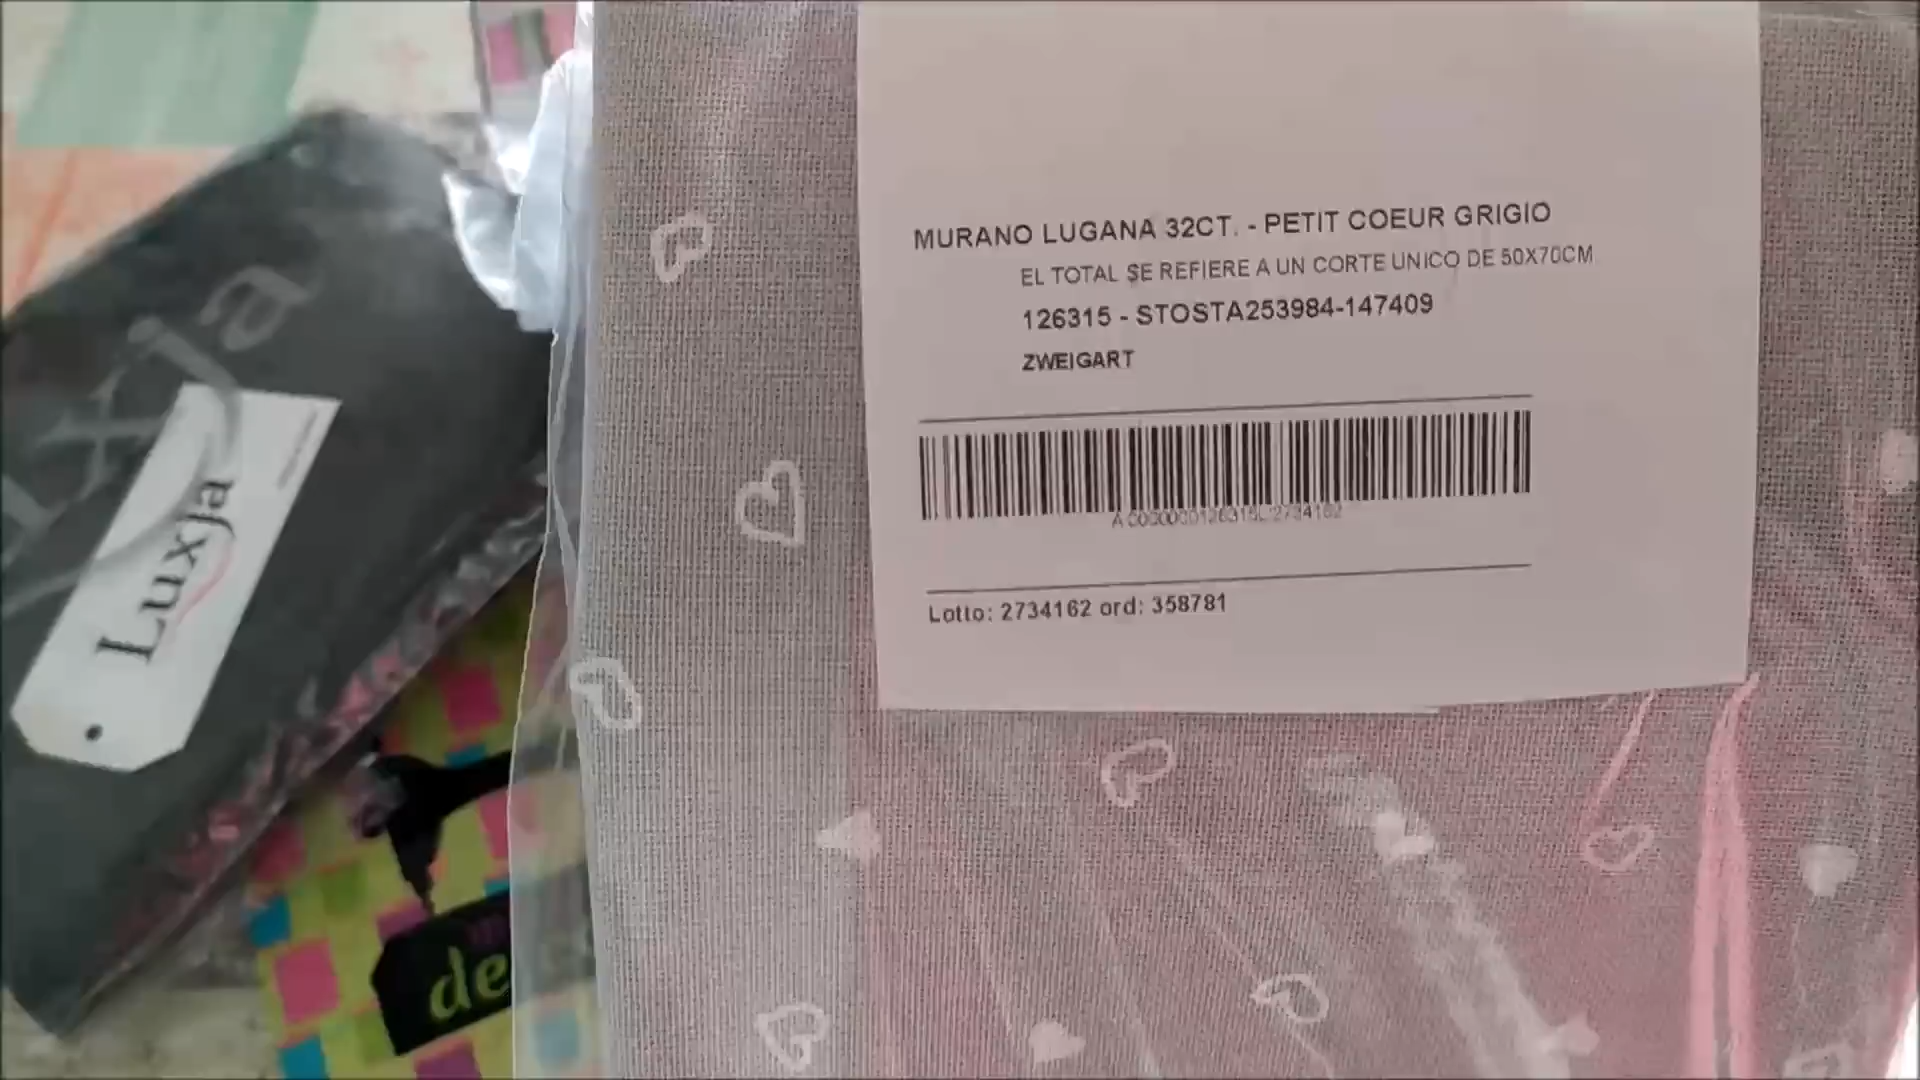 MURANO LUGANA 32CT. - PETIT COEUR GRIGIO
EL TOTAL SE REFIERE A UN CORTE UNICO DE 50X70CM
126315 - STOSTA253984-147409
ZWEIGART
Lotto: 2734162 ord: 358781
Luxja
de